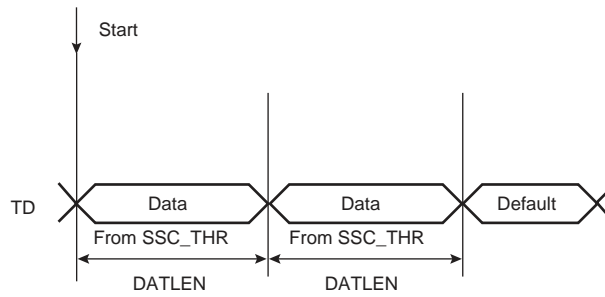 Start
TD
Data
Data
Default
From SSC_THR
From SSC_THR
DATLEN
DATLEN